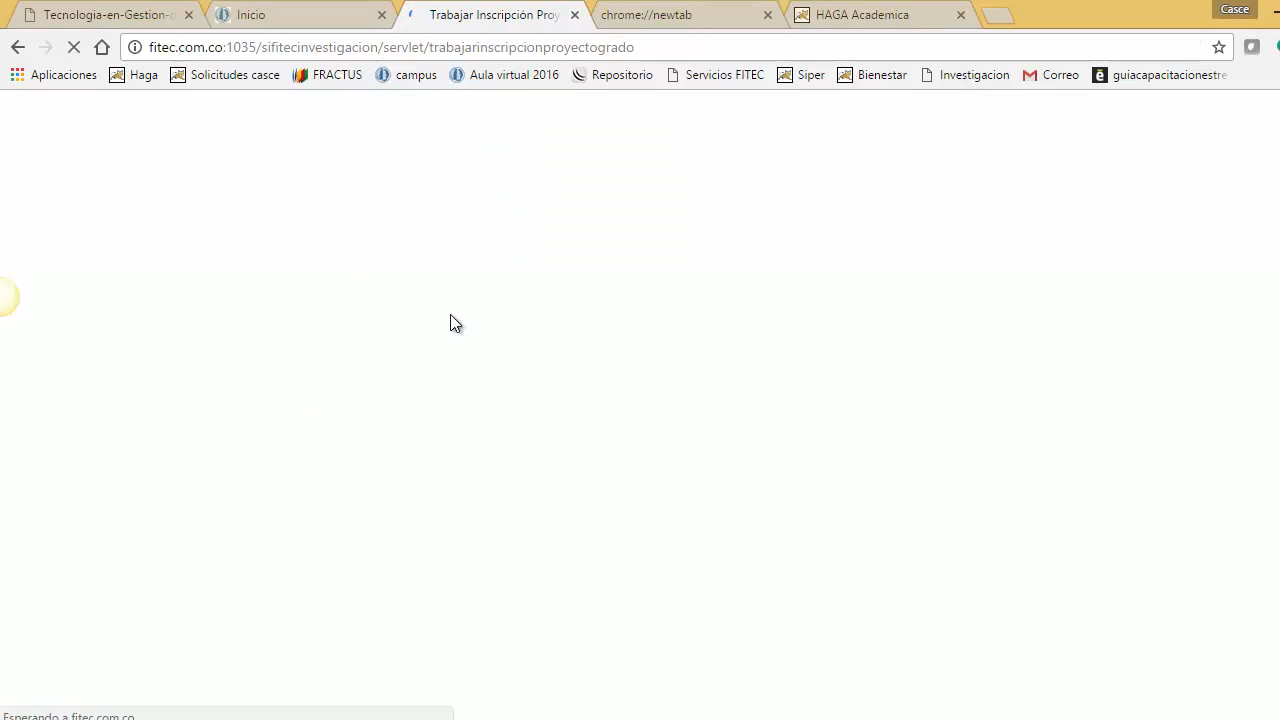 Casce
Tecnologia-en-Gestion-
Inicio
Trabajar Inscripción Proy
chrome://newtab
HAGA Academica
fitec.com.co:1035/sifitecinvestigacion/servlet/trabajarinscripcionproyectogrado
Aplicaciones Haga Solicitudes casce FRACTUS campus Aula virtual 2016 Repositorio Servicios FITEC Siper Bienestar Investigacion Correo guiacapacitacionestre
Esperando a fitec.com.co